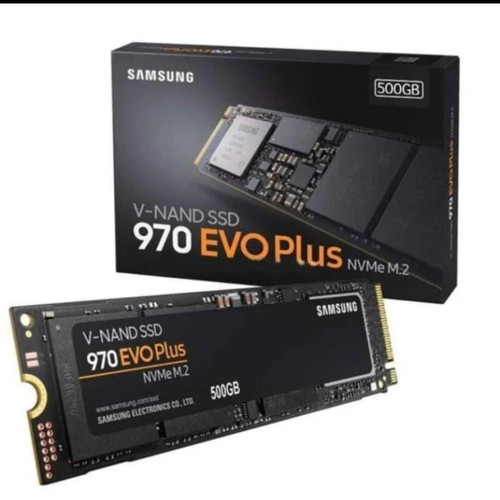 SAMSUNG
500GB
V-NAND SSD
970 EVO Plus
NVMe M.2
SAMSUNG
V-NAND SSD
970 EVO Plus
NVMe M.2
500GB
www.samsung.com/ssd
SAMSUNG ELECTRONICS CO., LTD.